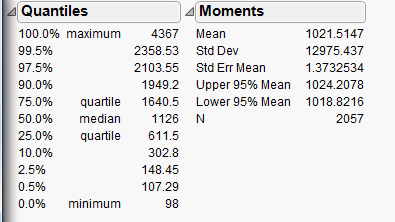 Quantiles
100.0% maximum 4367
99.5% 2358.53
97.5% 2103.55
90.0% 1949.2
75.0% quartile 1640.5
50.0% median 1126
25.0% quartile 611.5
10.0% 302.8
2.5% 148.45
0.5% 107.29
0.0% minimum 98
Moments
Mean 1021.5147
Std Dev 12975.437
Std Err Mean 1.3732534
Upper 95% Mean 1024.2078
Lower 95% Mean 1018.8216
N 2057